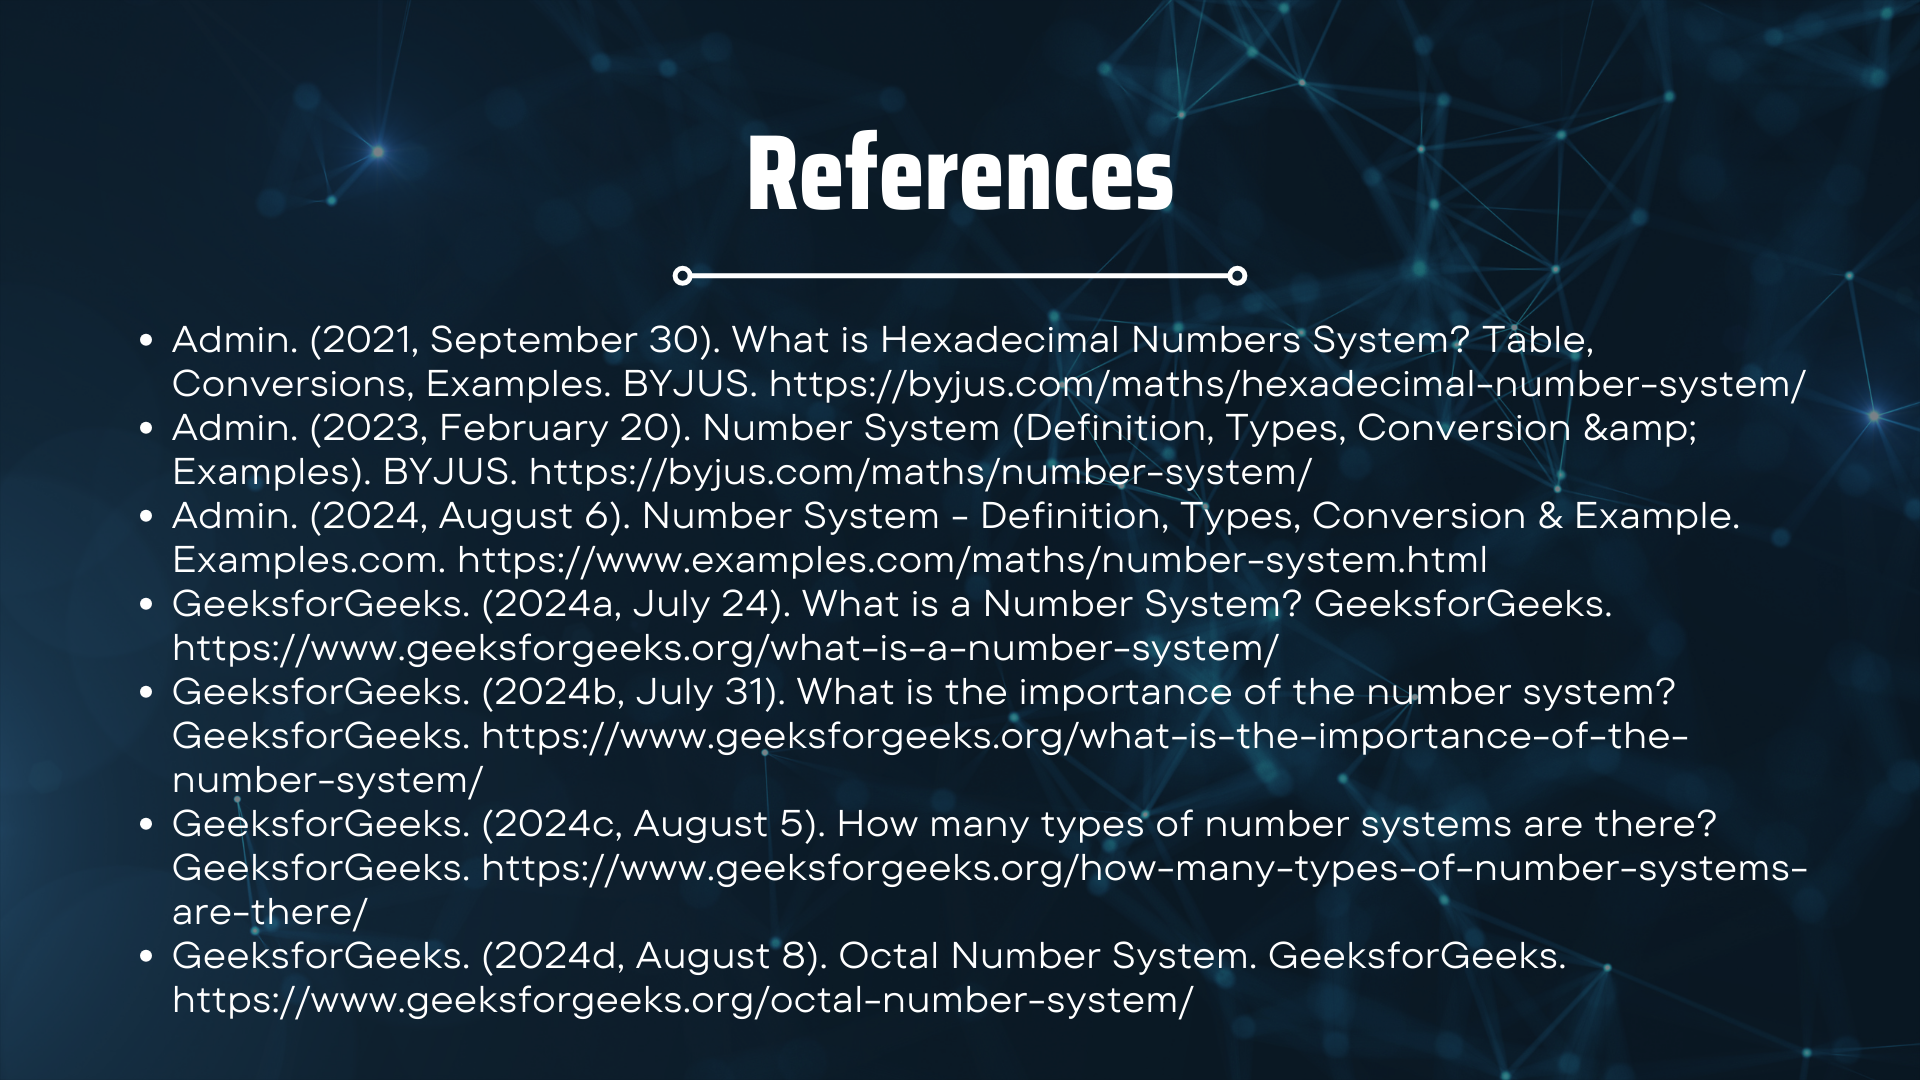 References
• Admin. (2021, September 30). What is Hexadecimal Numbers System? Table,
Conversions, Examples. BYJUS. https://byjus.com/maths/hexadecimal-number-system/
• Admin. (2023, February 20). Number System (Definition, Types, Conversion &amp;
Examples). BYJUS. https://byjus.com/maths/number-system/
• Admin. (2024, August 6). Number System - Definition, Types, Conversion & Example.
Examples.com. https://www.examples.com/maths/number-system.html
• GeeksforGeeks. (2024a, July 24). What is a Number System? GeeksforGeeks.
https://www.geeksforgeeks.org/what-is-a-number-system/
• GeeksforGeeks. (2024b, July 31). What is the importance of the number system?
GeeksforGeeks. https://www.geeksforgeeks.org/what-is-the-importance-of-the-
number-system/
• GeeksforGeeks. (2024c, August 5). How many types of number systems are there?
GeeksforGeeks. https://www.geeksforgeeks.org/how-many-types-of-number-systems-
are-there/
• GeeksforGeeks. (2024d, August 8). Octal Number System. GeeksforGeeks.
https://www.geeksforgeeks.org/octal-number-system/